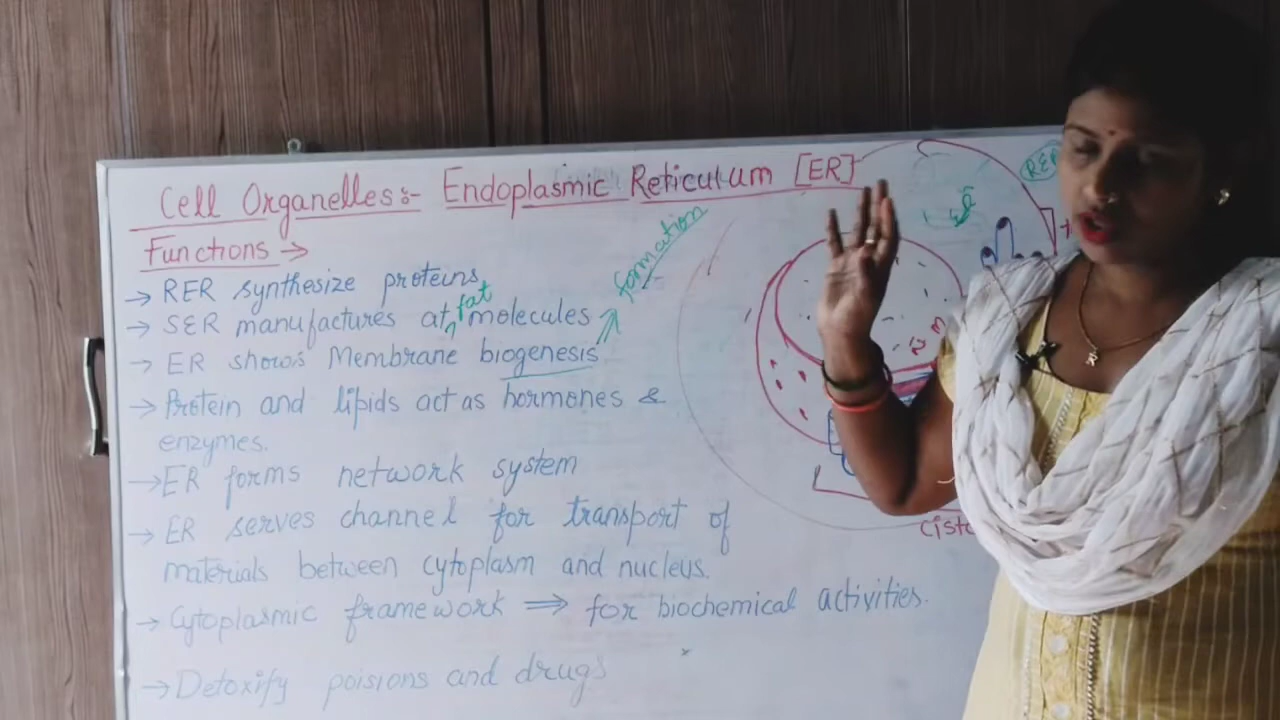 Cell Organelles:- Endoplasmic Reticulum [ER]
Functions →
→ RER synthesize proteins
→ SER manufactures at fat molecules
→ ER shows Membrane biogenesis
formation
→ Protein and lipids act as hormones &
enzymes.
→ ER forms network system
→ ER serves channel for transport of
materials between cytoplasm and nucleus.
→ Cytoplasmic framework ⇒ for biochemical activities.
→ Detoxify poisions and drugs
RER